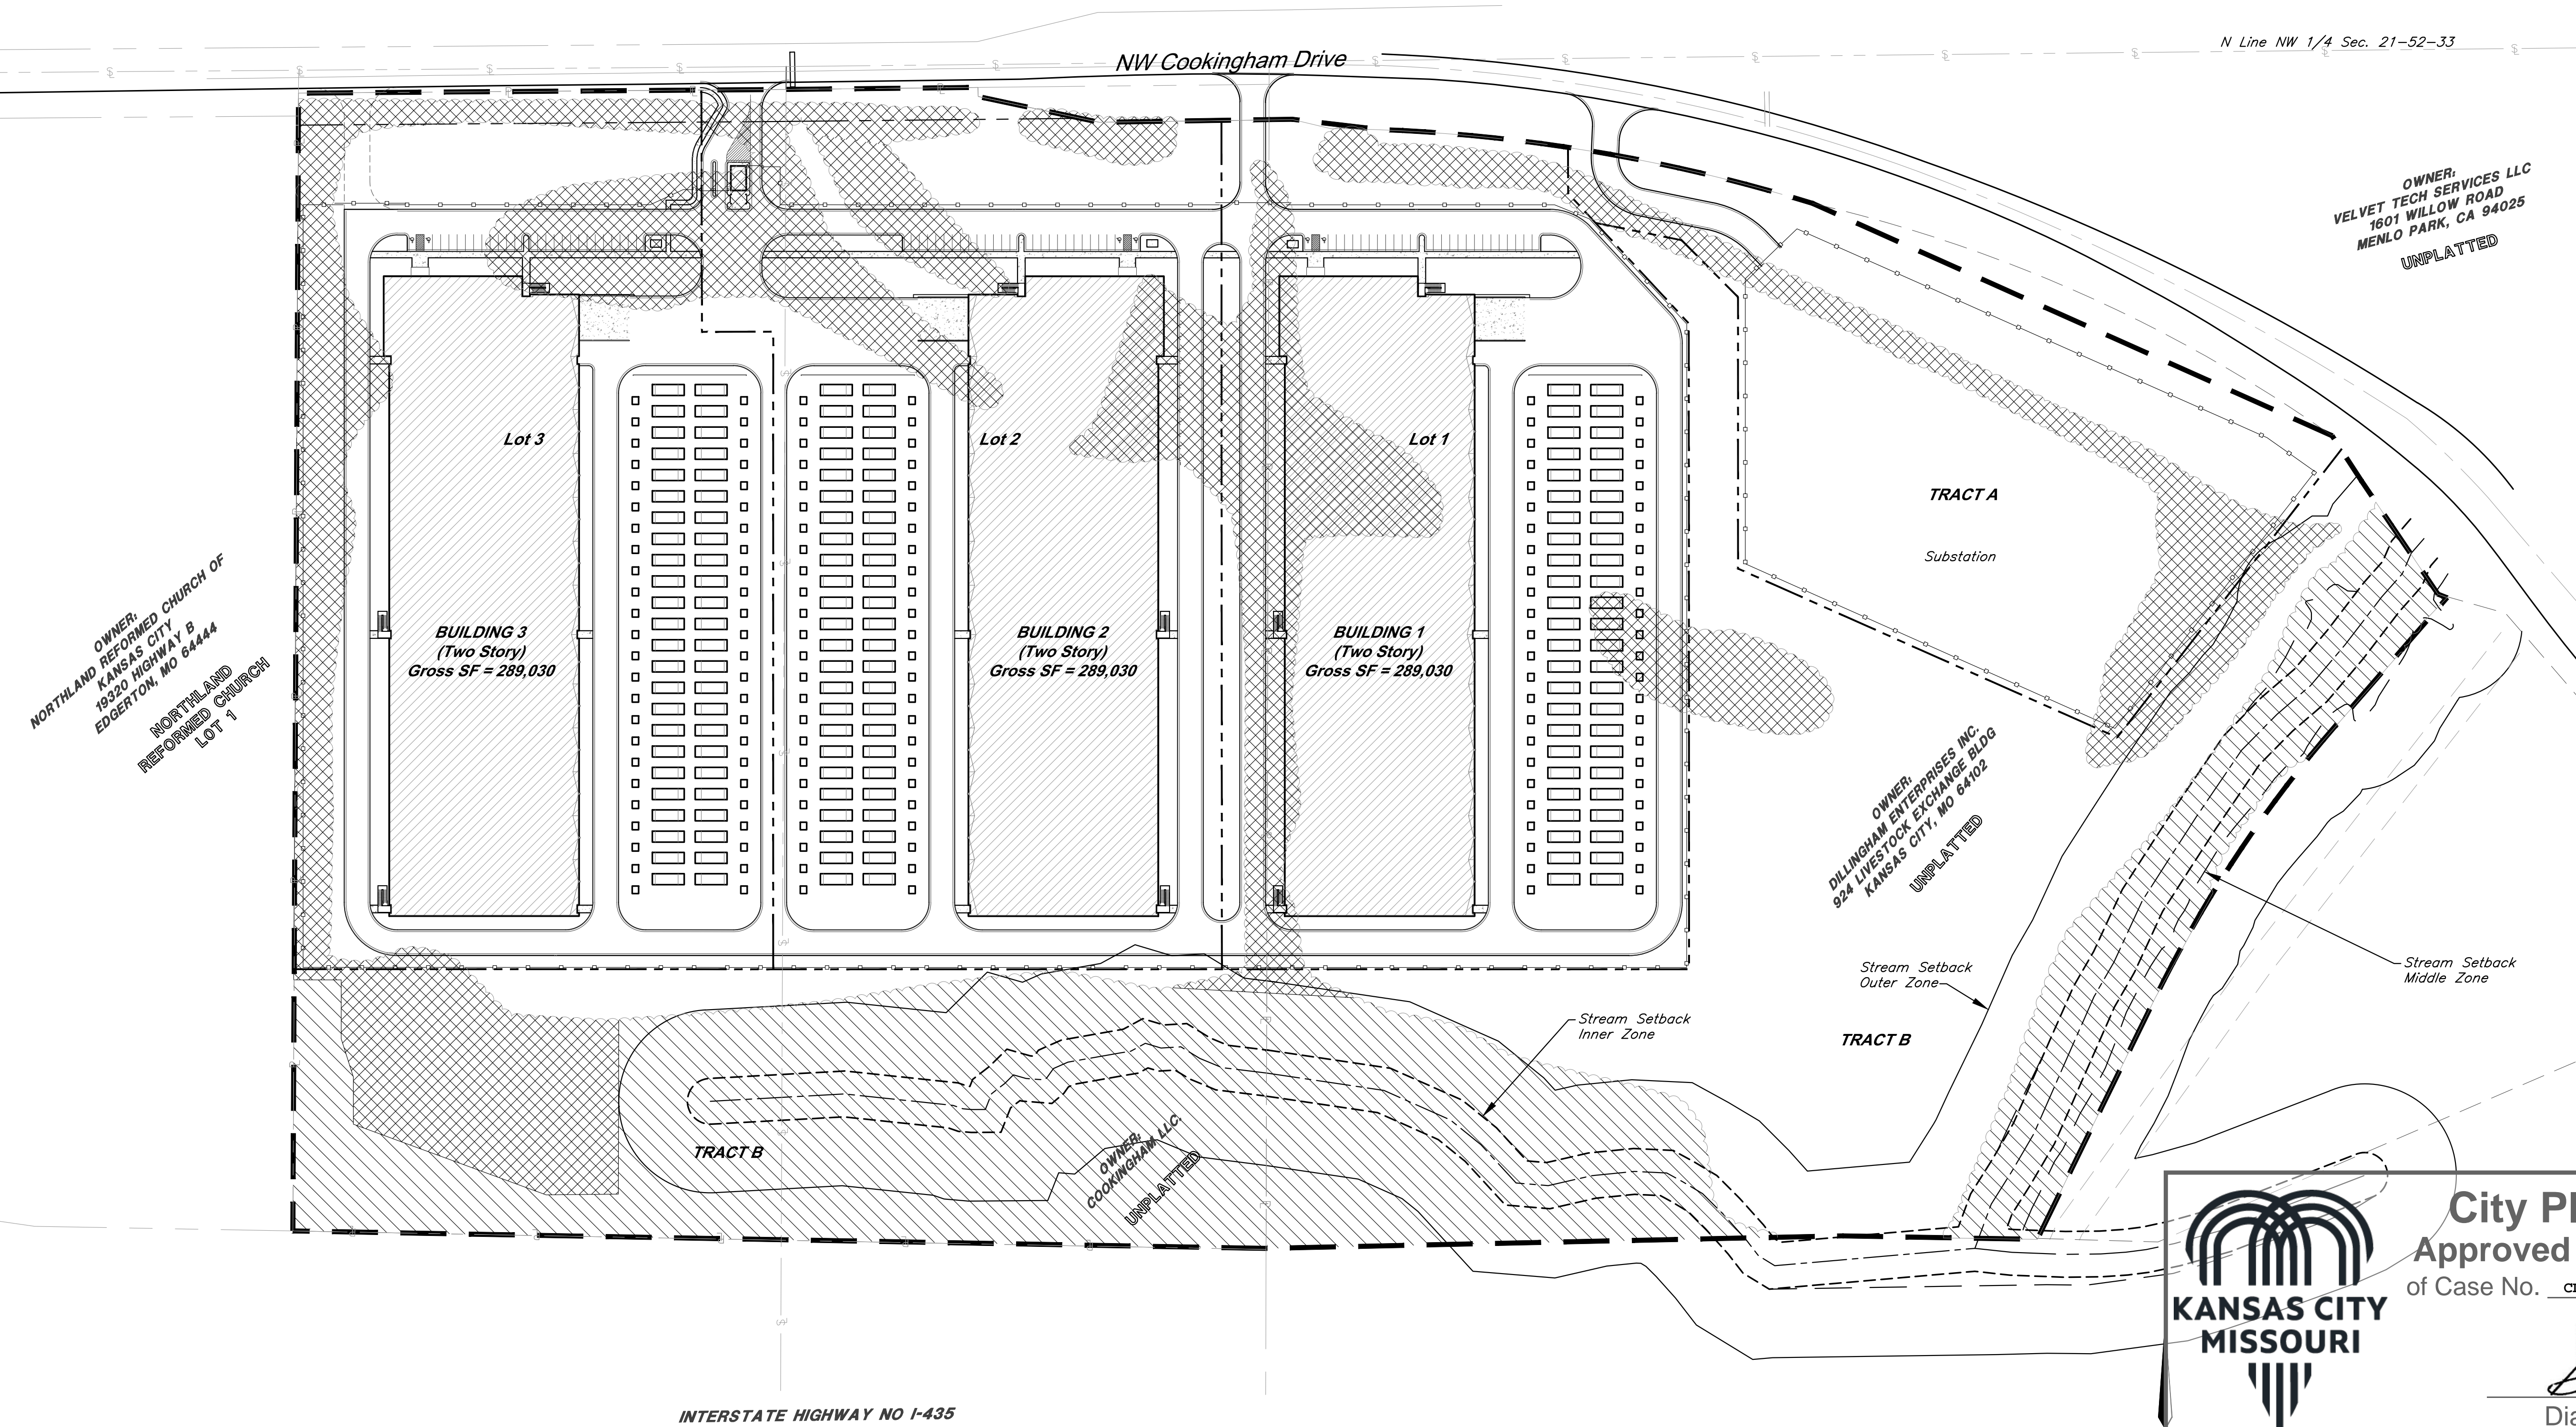 N Line NW 1/4 Sec. 21-52-33
NW Cookingham Drive
OWNER:
VELVET TECH SERVICES LLC
1601 WILLOW ROAD
MENLO PARK, CA 94025
UNPLATTED
Lot 3
Lot 2
Lot 1
TRACT A
Substation
OWNER:
NORTHLAND REFORMED CHURCH OF
KANSAS CITY
19320 HIGHWAY B
EDGERTON, MO 64444
NORTHLAND
REFORMED CHURCH
LOT 1
BUILDING 3
(Two Story)
Gross SF = 289,030
BUILDING 2
(Two Story)
Gross SF = 289,030
BUILDING 1
(Two Story)
Gross SF = 289,030
OWNER:
DILLINGHAM ENTERPRISES INC.
924 LIVESTOCK EXCHANGE BLDG
KANSAS CITY, MO 64102
UNPLATTED
Stream Setback
Outer Zone
Stream Setback
Middle Zone
Stream Setback
Inner Zone
TRACT B
TRACT B
OWNER:
COOKINGHAM LLC.
UNPLATTED
City Pl
Approved
of Case No.
KANSAS CITY
MISSOURI
Dia
INTERSTATE HIGHWAY NO I-435